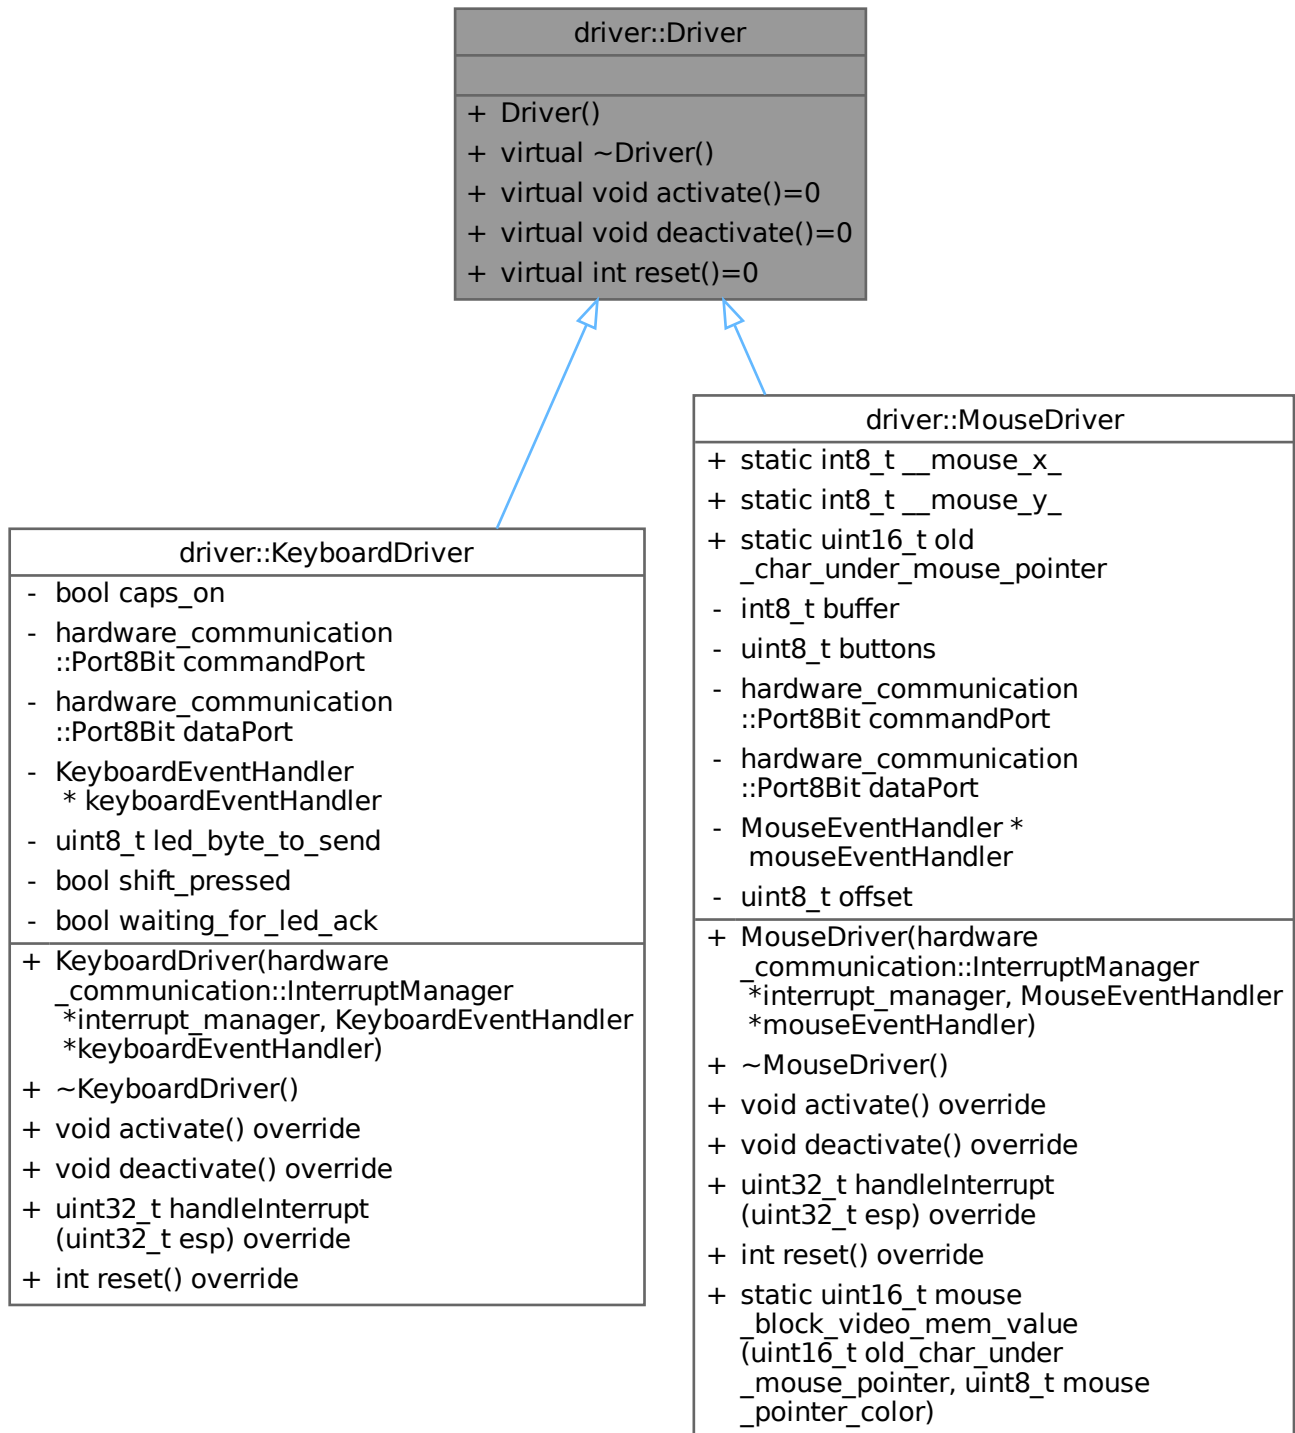 driver::Driver
+ Driver()
+ virtual ~Driver()
+ virtual void activate()=0
+ virtual void deactivate()=0
+ virtual int reset()=0
driver::KeyboardDriver
- bool caps_on
- hardware_communication
::Port8Bit commandPort
- hardware_communication
::Port8Bit dataPort
- KeyboardEventHandler
* keyboardEventHandler
- uint8_t led_byte_to_send
- bool shift_pressed
- bool waiting_for_led_ack
+ KeyboardDriver(hardware
_communication::InterruptManager
*interrupt_manager, KeyboardEventHandler
*keyboardEventHandler)
+ ~KeyboardDriver()
+ void activate() override
+ void deactivate() override
+ uint32_t handleInterrupt
(uint32_t esp) override
+ int reset() override
driver::MouseDriver
+ static int8_t __mouse_x_
+ static int8_t __mouse_y_
+ static uint16_t old
_char_under_mouse_pointer
- int8_t buffer
- uint8_t buttons
- hardware_communication
::Port8Bit commandPort
- hardware_communication
::Port8Bit dataPort
- MouseEventHandler *
mouseEventHandler
- uint8_t offset
+ MouseDriver(hardware
_communication::InterruptManager
*interrupt_manager, MouseEventHandler
*mouseEventHandler)
+ ~MouseDriver()
+ void activate() override
+ void deactivate() override
+ uint32_t handleInterrupt
(uint32_t esp) override
+ int reset() override
+ static uint16_t mouse
_block_video_mem_value
(uint16_t old_char_under
_mouse_pointer, uint8_t mouse
_pointer_color)